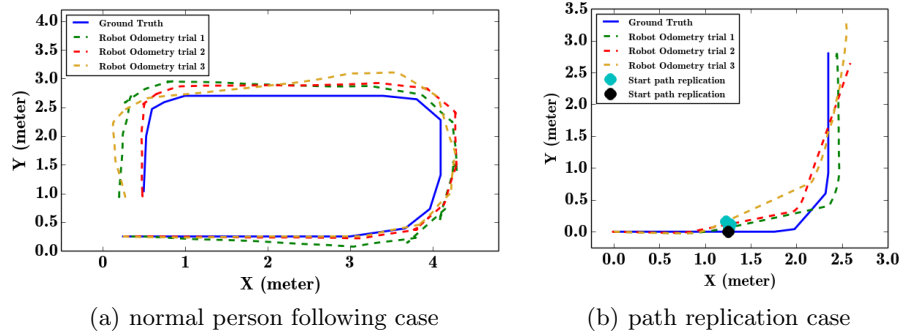 Ground Truth
Robot Odometry trial 1
Robot Odometry trial 2
Robot Odometry trial 3
Y (meter)
4.0
3.5
3.0
2.5
2.0
1.5
1.0
0.5
0.0
0 1 2 3 4
X (meter)
(a) normal person following case
Ground Truth
Robot Odometry trial 1
Robot Odometry trial 2
Robot Odometry trial 3
Start path replication
Start path replication
Y (meter)
3.5
3.0
2.5
2.0
1.5
1.0
0.5
0.0
0.0 0.5 1.0 1.5 2.0 2.5 3.0
X (meter)
(b) path replication case